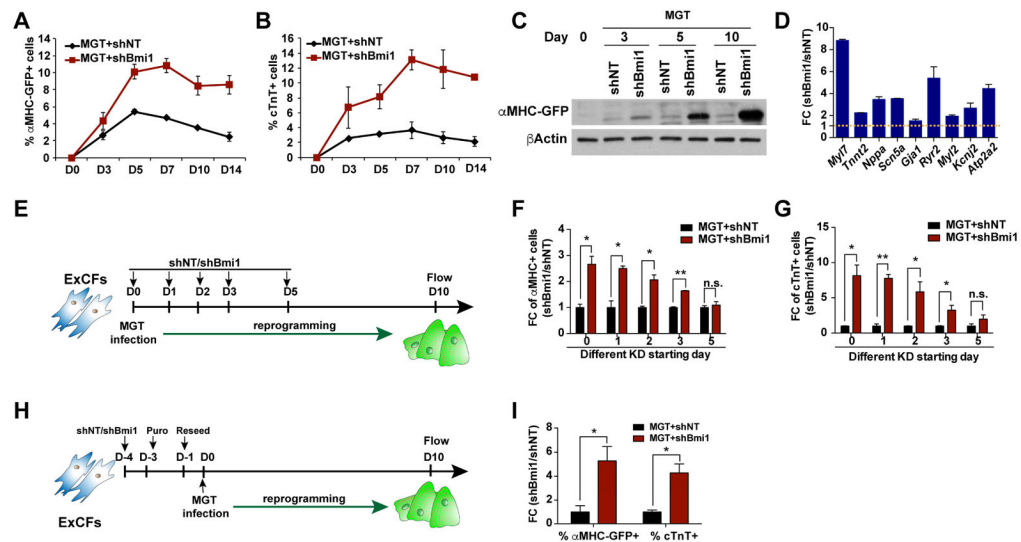 A
MGT+shNT
MGT+shBmi1
% αMHC-GFP+ cells
16
14
12
10
8
6
4
2
0
D0 D3 D5 D7 D10 D14
B
MGT+shNT
MGT+shBmi1
% cTnT+ cells
16
14
12
10
8
6
4
2
0
D0 D3 D5 D7 D10 D14
C
MGT
Day 0 3 5 10
shNT shBmi1 shNT shBmi1 shNT shBmi1
αMHC-GFP
βActin
D
FC (shBmi1/shNT)
10
8
6
4
2
0
Myl7 Tnnt2 Nppa Scn5a Gja1 Ryr2 Myl2 Kcnj2 Atp2a2
E
shNT/shBmi1
ExCFs
D0 D1 D2 D3 D5
Flow
D10
MGT
infection
reprogramming
F
MGT+shNT
MGT+shBmi1
FC of αMHC+ cells
(shBmi1/shNT)
4
3
2
1
0
* * * ** n.s.
0 1 2 3 5
Different KD starting day
G
MGT+shNT
MGT+shBmi1
FC of cTnT+ cells
(shBmi1/shNT)
15
10
5
0
* ** * * n.s.
0 1 2 3 5
Different KD starting day
H
shNT/shBmi1 Puro Reseed
D-4 D-3 D-1 D0
Flow
D10
MGT
infection
reprogramming
ExCFs
I
MGT+shNT
MGT+shBmi1
FC (shBmi1/shNT)
8
6
4
2
0
* *
% αMHC-GFP+ % cTnT+